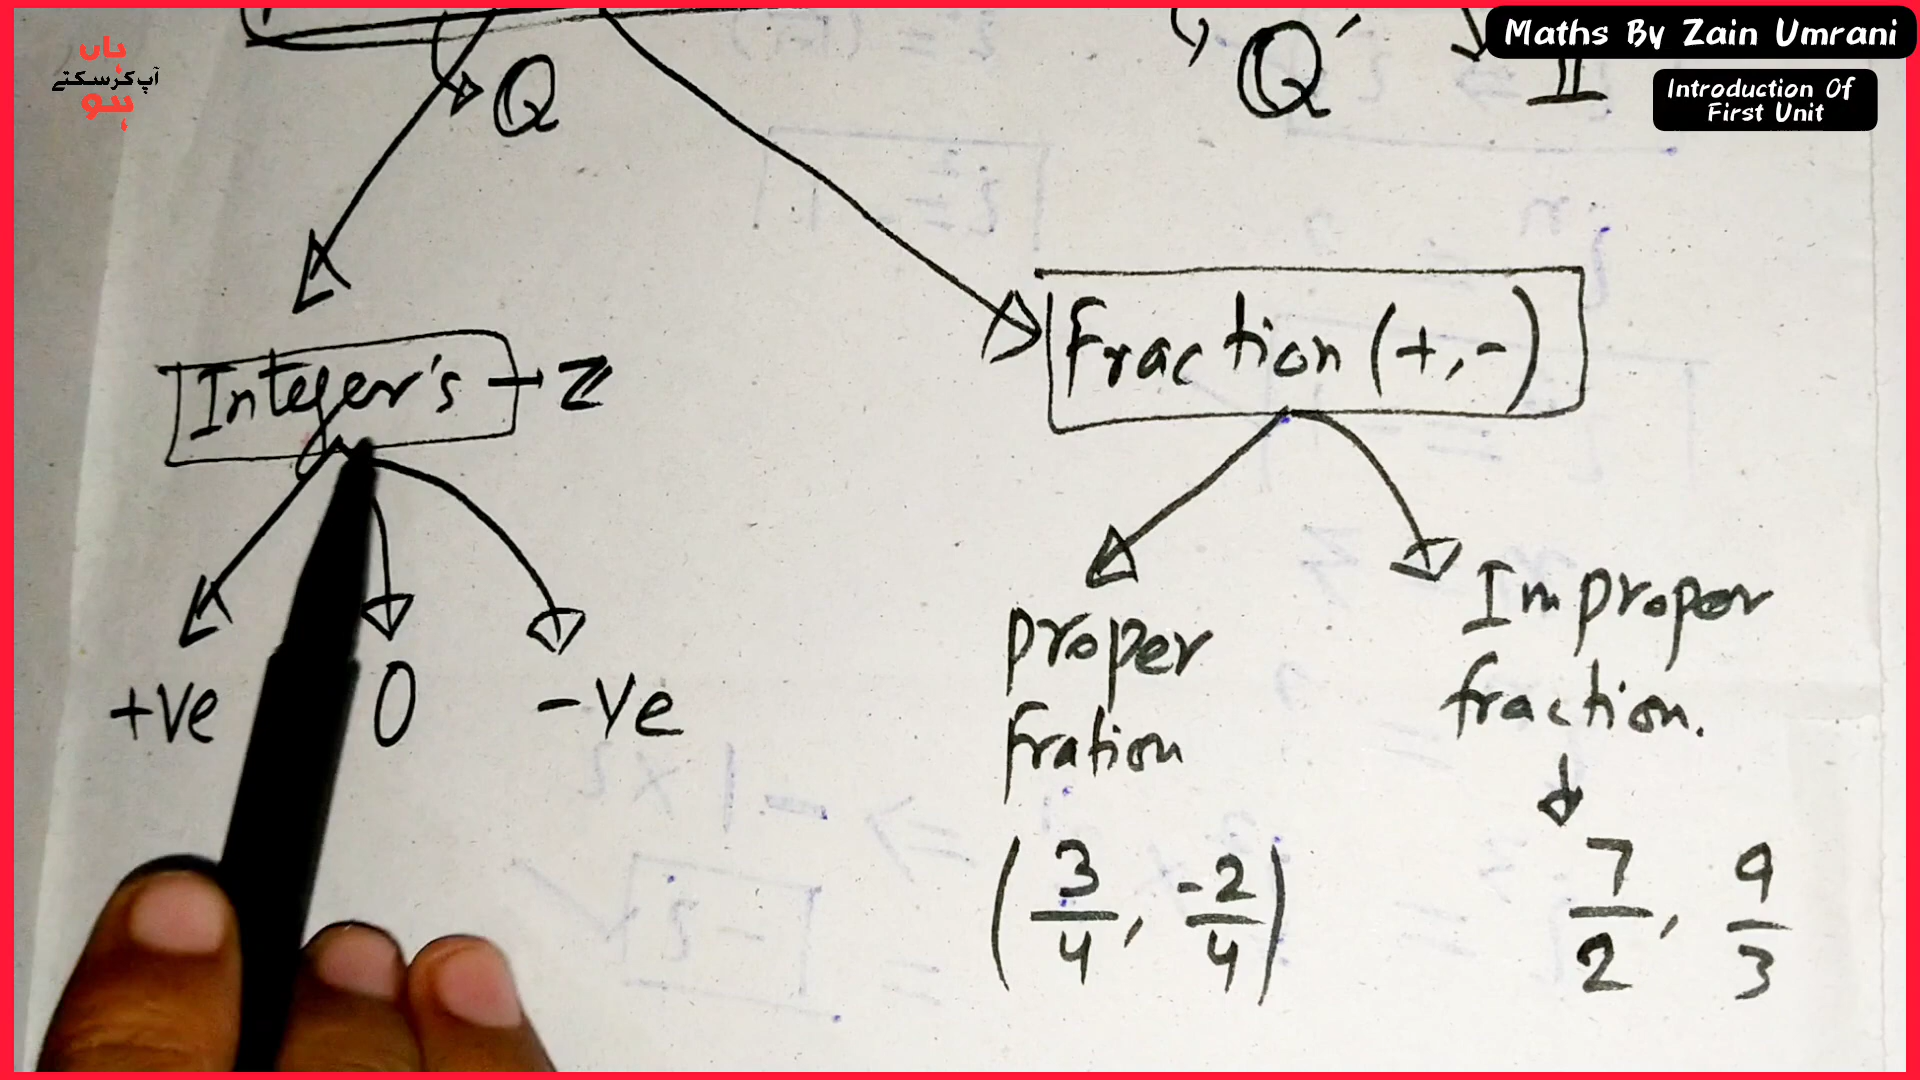 ہاں
آپ کرسکتے
ہو
Maths By Zain Umrani
Introduction Of
First Unit
Q
Q'
Integer's → Z
Fraction (+,-)
+ve
0
-ve
proper
fration
Improper
fraction.
(3/4, -2/4)
7/2, 9/3